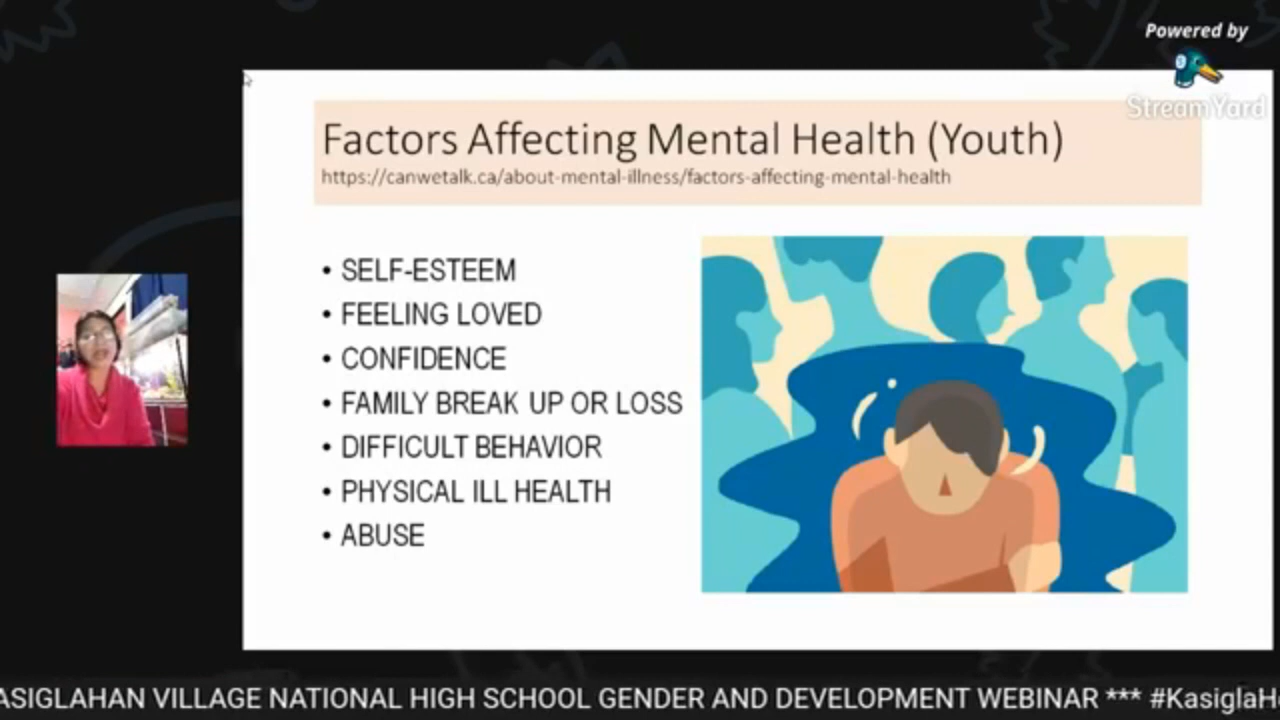 Powered by
StreamYard
Factors Affecting Mental Health (Youth)
https://canwetalk.ca/about-mental-illness/factors-affecting-mental-health
• SELF-ESTEEM
• FEELING LOVED
• CONFIDENCE
• FAMILY BREAK UP OR LOSS
• DIFFICULT BEHAVIOR
• PHYSICAL ILL HEALTH
• ABUSE
ASIGLAHAN VILLAGE NATIONAL HIGH SCHOOL GENDER AND DEVELOPMENT WEBINAR *** #KasiglaH